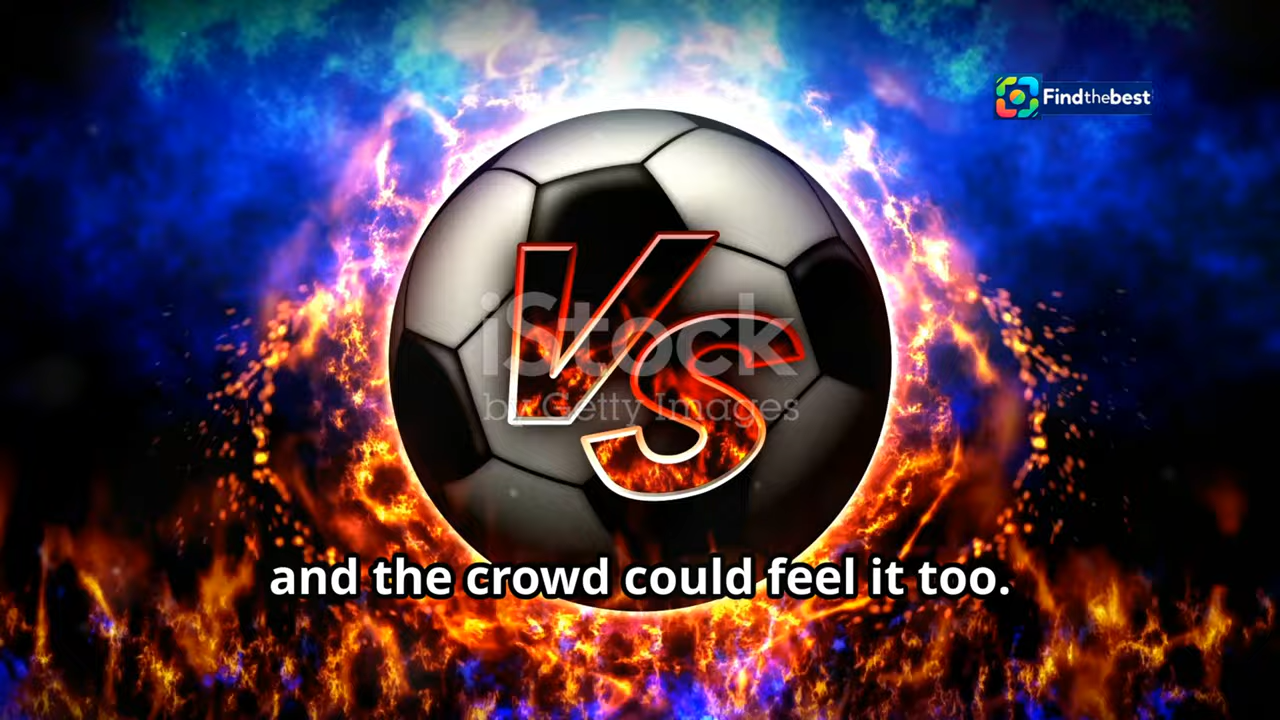 Findthebest
VS
iStock
by Getty Images
and the crowd could feel it too.